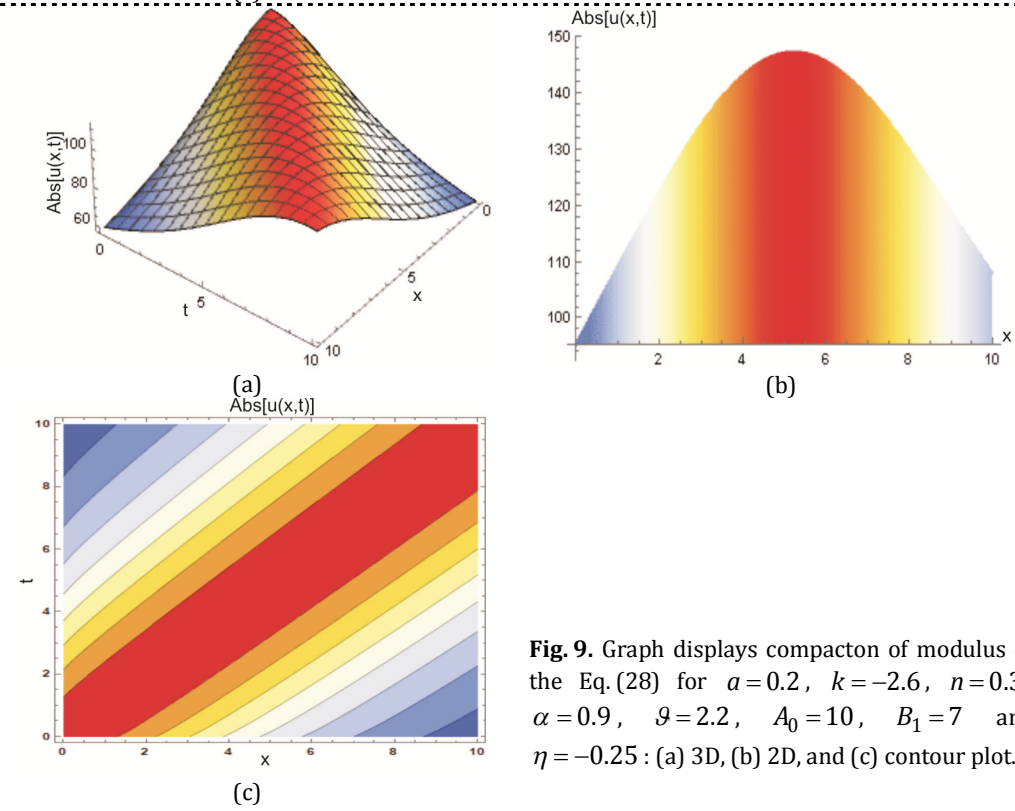 Abs[u(x,t)]
100
80
60
0
t 5
10
10
5
x
0
(a)
Abs[u(x,t)]
150
140
130
120
110
100
2 4 6 8 10
x
(b)
Abs[u(x,t)]
10
8
6
4
2
0
t
0 2 4 6 8 10
x
(c)
Fig. 9. Graph displays compacton of modulus
the Eq. (28) for a = 0.2, k = −2.6, n = 0.3
α = 0.9, ϑ = 2.2, A₀ = 10, B₁ = 7
η = −0.25 : (a) 3D, (b) 2D, and (c) contour plot.